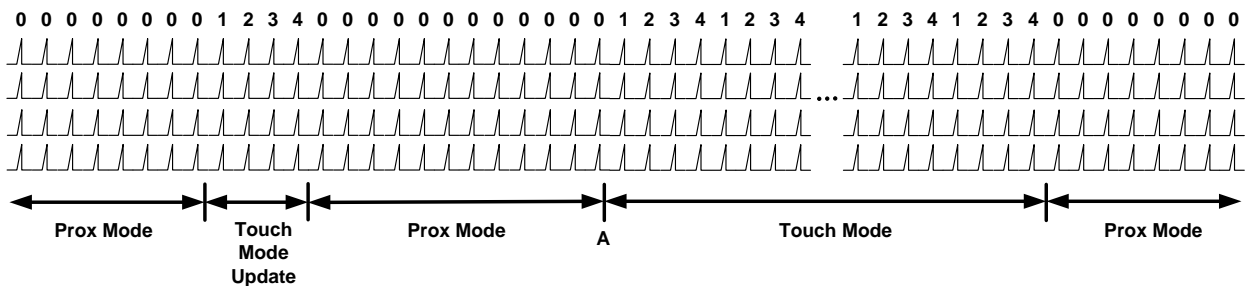 0 0 0 0 0 0 0 0 1 2 3 4 0 0 0 0 0 0 0 0 0 0 0 0 1 2 3 4 1 2 3 4 1 2 3 4 1 2 3 4 0 0 0 0 0 0 0 0
...
Prox Mode
Touch
Mode
Update
Prox Mode
A
Touch Mode
Prox Mode